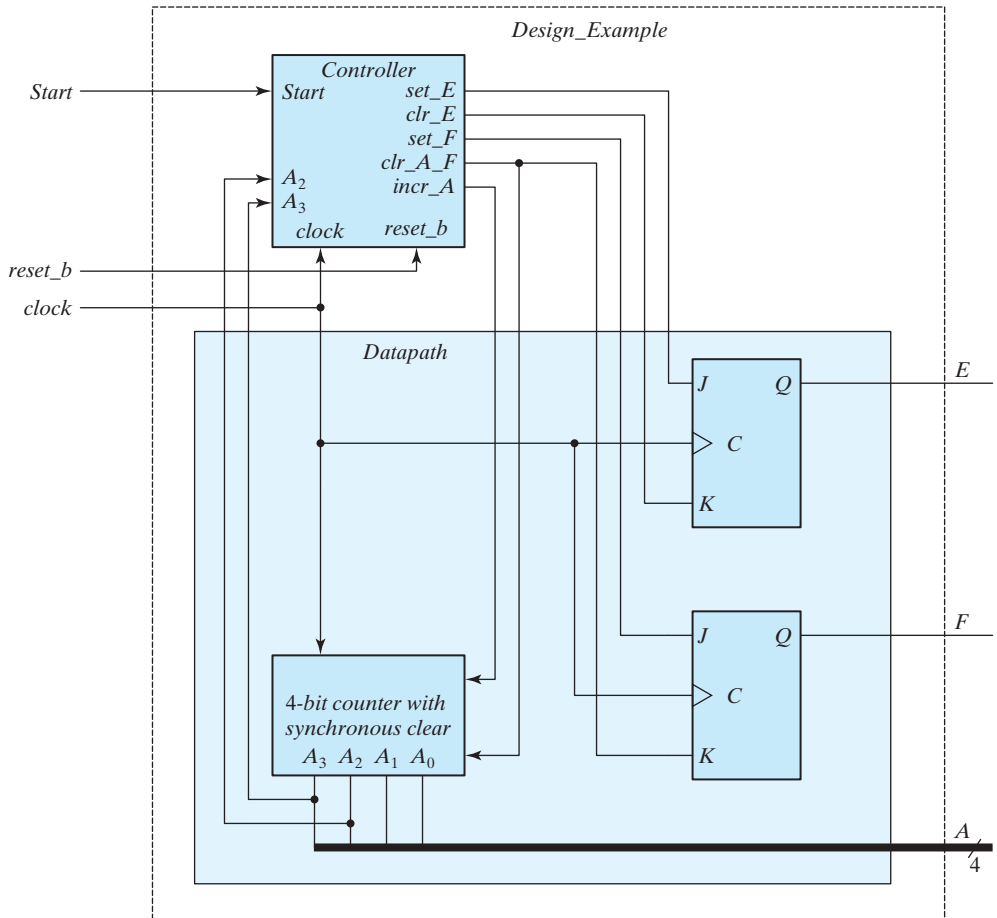 Design_Example
Controller
Start
Start
set_E
clr_E
set_F
clr_A_F
incr_A
A2
A3
clock
reset_b
reset_b
clock
Datapath
J
Q
C
K
E
J
Q
C
K
F
4-bit counter with
synchronous clear
A3 A2 A1 A0
A
4